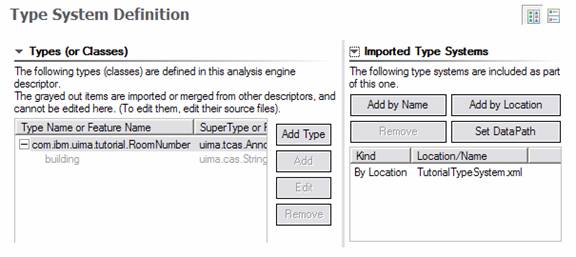 Type System Definition
Types (or Classes)
The following types (classes) are defined in this analysis engine
descriptor.
The grayed out items are imported or merged from other descriptors, and
cannot be edited here. (To edit them, edit their source files).
Type Name or Feature Name SuperType or F
com.ibm.uima.tutorial.RoomNumber uima.tcas.Anno
building uima.cas.String
Add Type
Add
Edit
Remove
Imported Type Systems
The following type systems are included as part
of this one.
Add by Name Add by Location
Remove Set DataPath
Kind Location/Name
By Location TutorialTypeSystem.xml